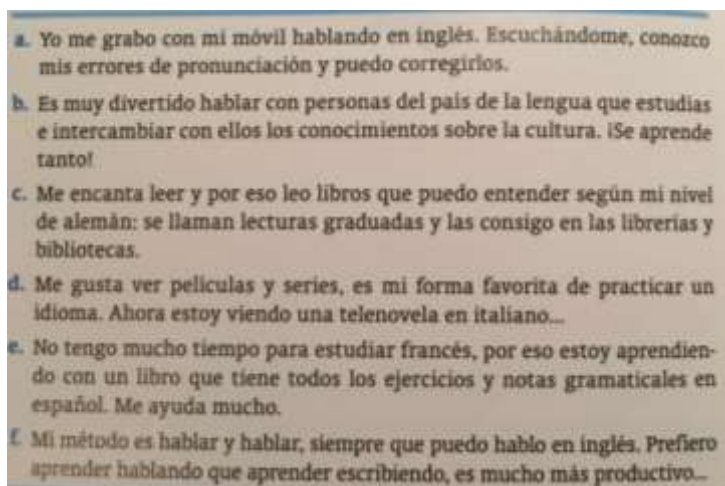 a. Yo me grabo con mi móvil hablando en inglés. Escuchándome, conozco
mis errores de pronunciación y puedo corregirlos.
b. Es muy divertido hablar con personas del país de la lengua que estudias
e intercambiar con ellos los conocimientos sobre la cultura. ¡Se aprende
tanto!
c. Me encanta leer y por eso leo libros que puedo entender según mi nivel
de alemán: se llaman lecturas graduadas y las consigo en las librerías y
bibliotecas.
d. Me gusta ver películas y series, es mi forma favorita de practicar un
idioma. Ahora estoy viendo una telenovela en italiano...
e. No tengo mucho tiempo para estudiar francés, por eso estoy aprendien-
do con un libro que tiene todos los ejercicios y notas gramaticales en
español. Me ayuda mucho.
f. Mi método es hablar y hablar, siempre que puedo hablo en inglés. Prefiero
aprender hablando que aprender escribiendo, es mucho más productivo...